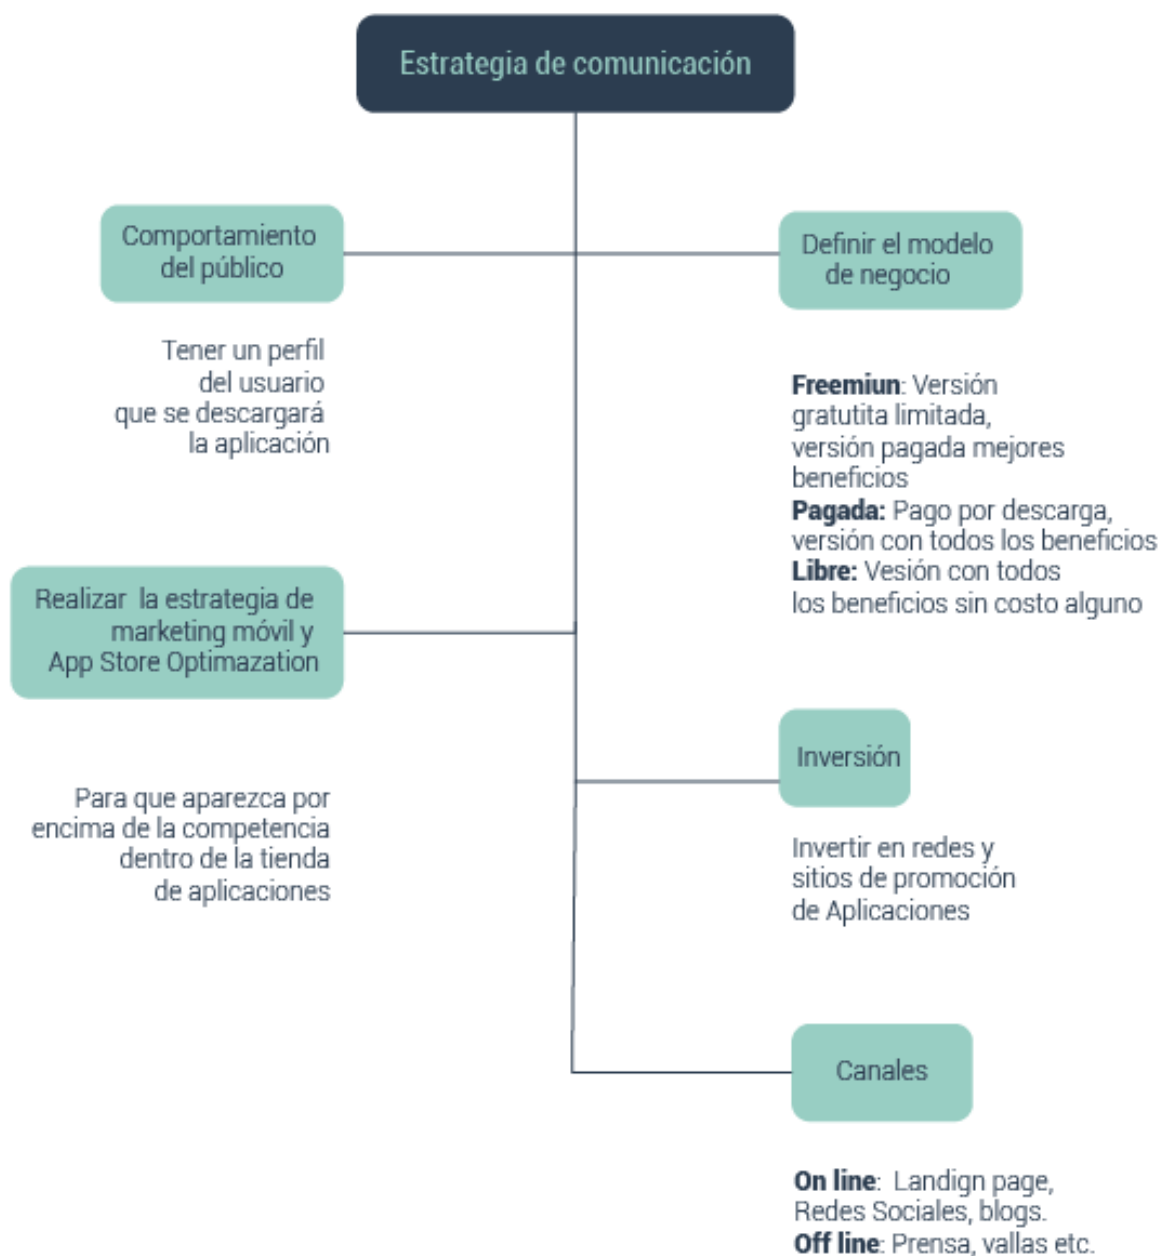 Estrategia de comunicación
Comportamiento
del público
Tener un perfil
del usuario
que se descargará
la aplicación
Definir el modelo
de negocio
Freemiun: Versión
gratutita limitada,
versión pagada mejores
beneficios
Pagada: Pago por descarga,
versión con todos los beneficios
Libre: Vesión con todos
los beneficios sin costo alguno
Realizar la estrategia de
marketing móvil y
App Store Optimazation
Para que aparezca por
encima de la competencia
dentro de la tienda
de aplicaciones
Inversión
Invertir en redes y
sitios de promoción
de Aplicaciones
Canales
On line: Landign page,
Redes Sociales, blogs.
Off line: Prensa, vallas etc.